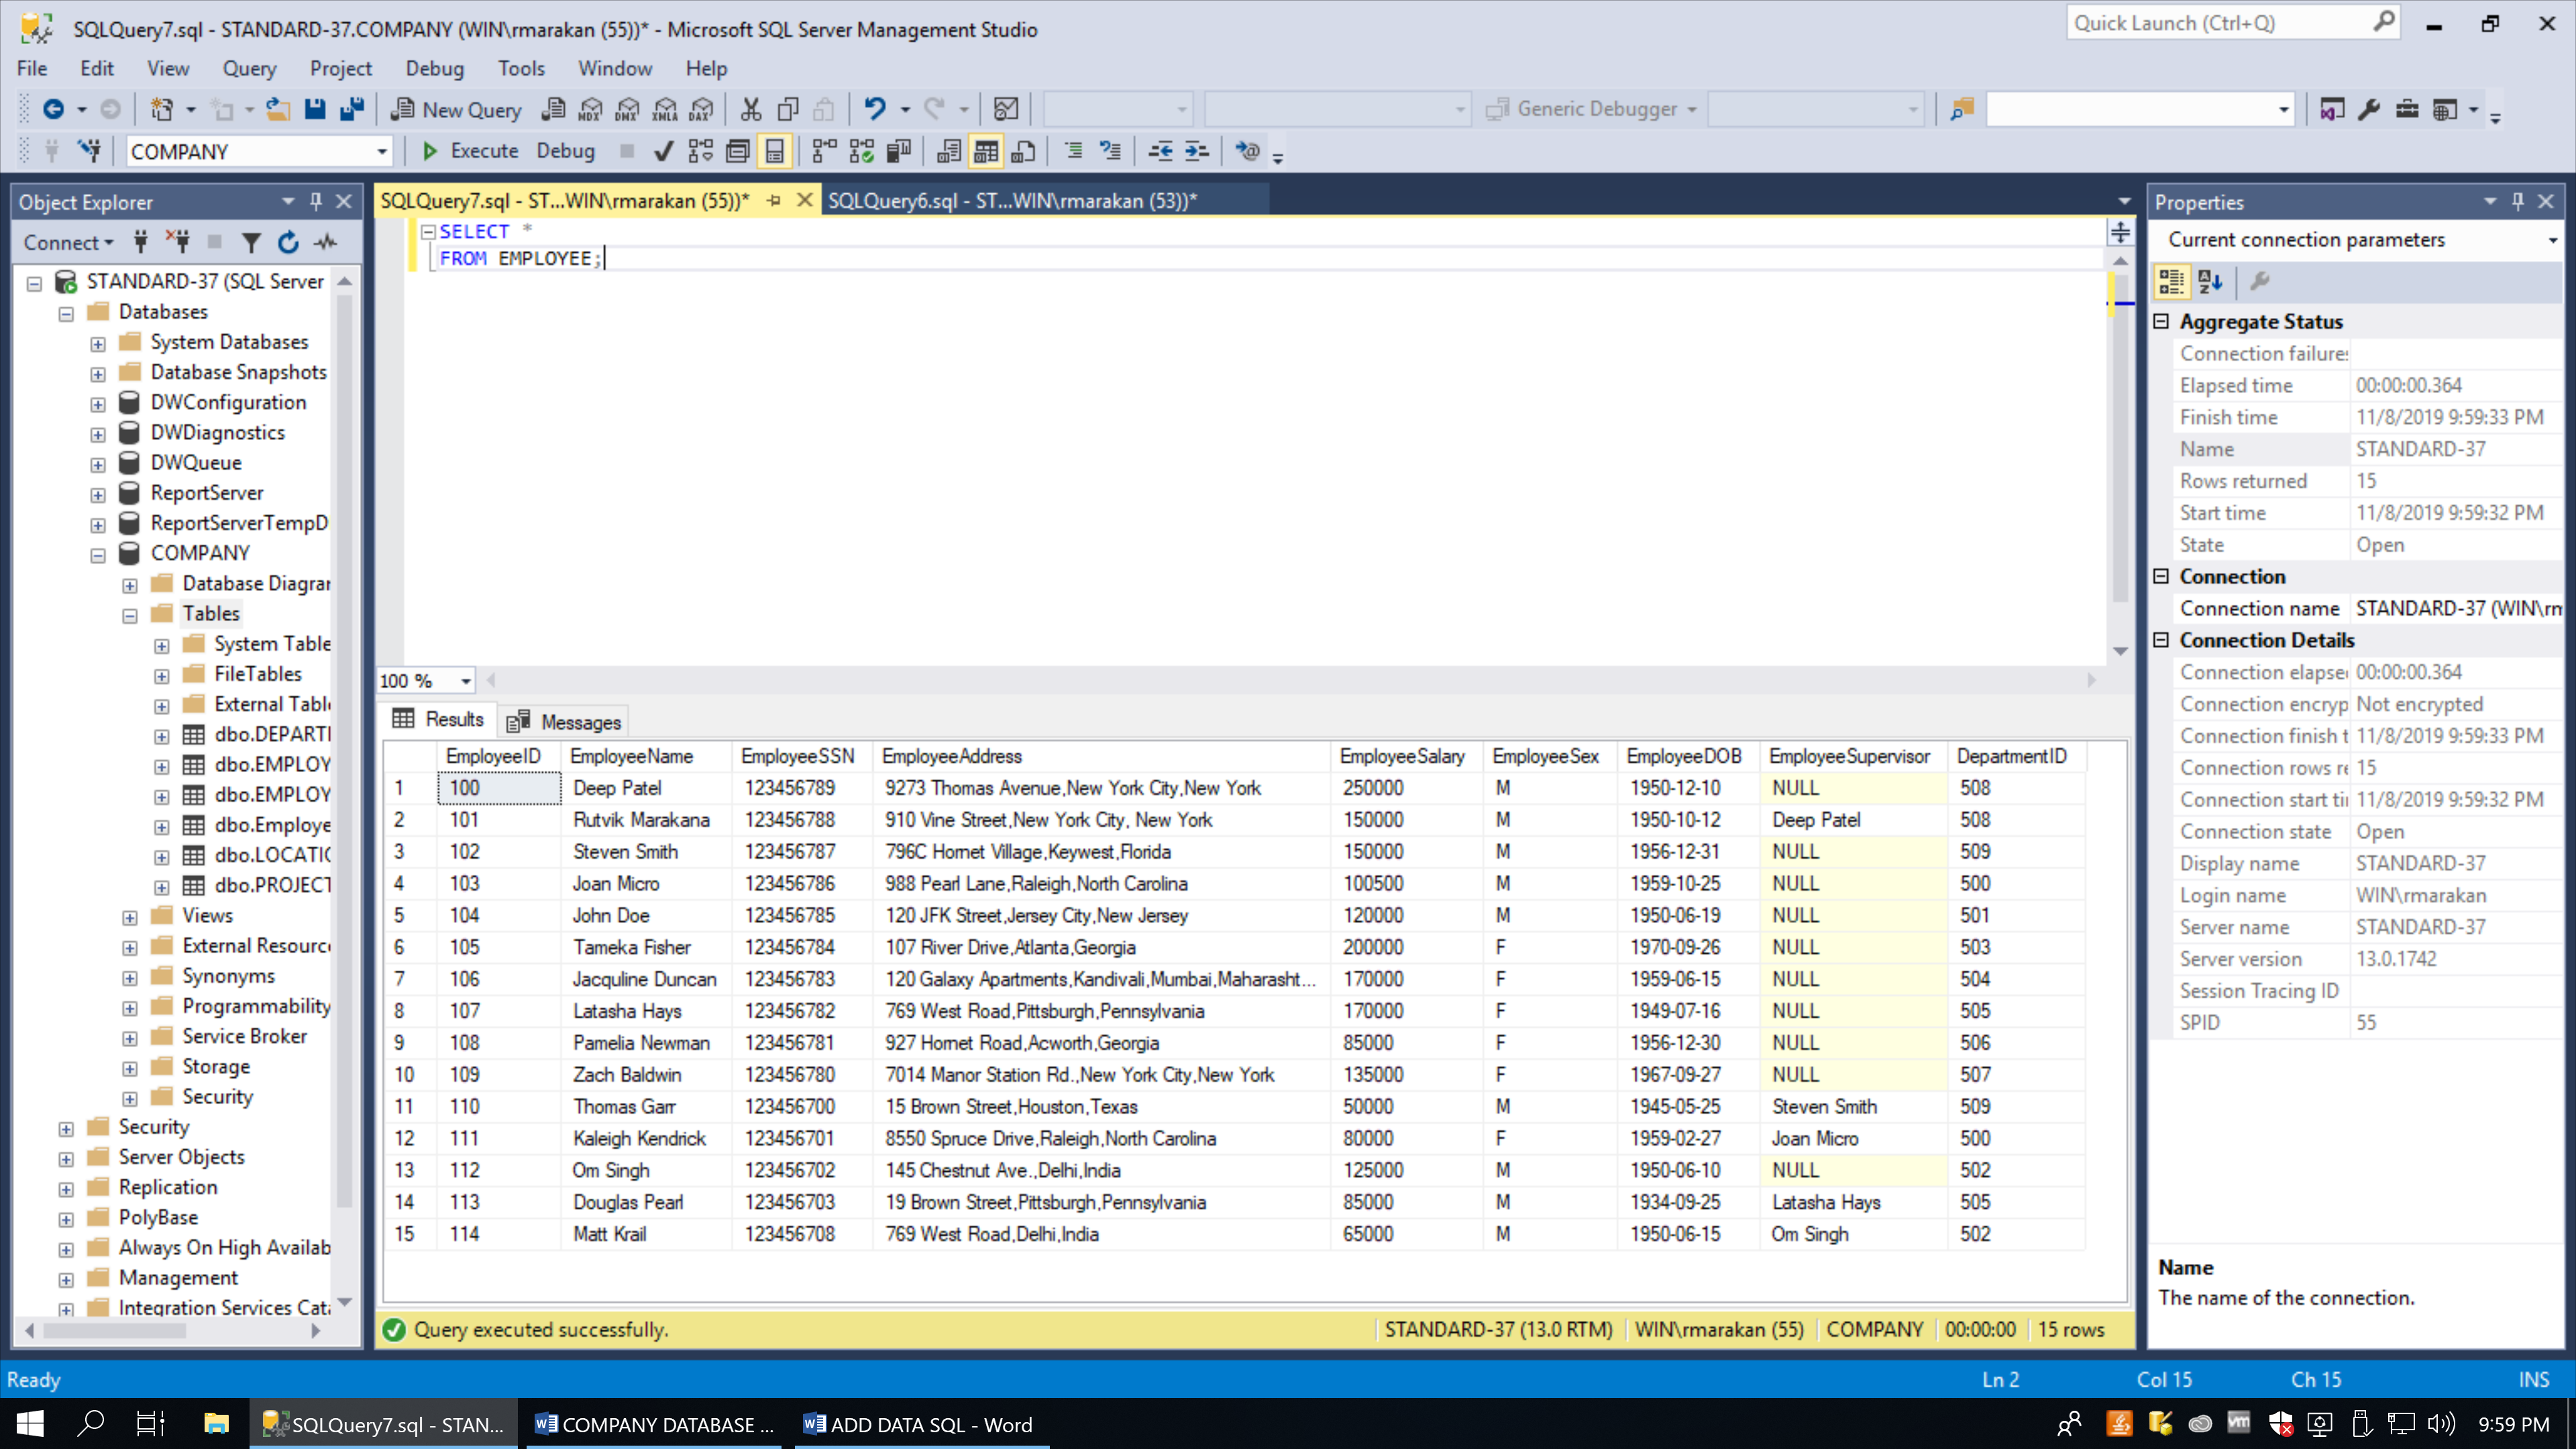 SQLQuery7.sql - STANDARD-37.COMPANY (WIN\rmarakan (55))* - Microsoft SQL Server Management Studio
Quick Launch (Ctrl+Q)
File Edit View Query Project Debug Tools Window Help
New Query MDX DMX XMLA DAX Generic Debugger
COMPANY Execute Debug
Object Explorer
Connect
STANDARD-37 (SQL Server
Databases
System Databases
Database Snapshots
DWConfiguration
DWDiagnostics
DWQueue
ReportServer
ReportServerTempD
COMPANY
Database Diagrar
Tables
System Table
FileTables
External Tabl
dbo.DEPARTI
dbo.EMPLOY
dbo.EMPLOY
dbo.Employe
dbo.LOCATIO
dbo.PROJECT
Views
External Resourc
Synonyms
Programmability
Service Broker
Storage
Security
Security
Server Objects
Replication
PolyBase
Always On High Availab
Management
Integration Services Cata
SQLQuery7.sql - ST...WIN\rmarakan (55))* SQLQuery6.sql - ST...WIN\rmarakan (53))*
SELECT *
FROM EMPLOYEE;
100 %
Results Messages
EmployeeID EmployeeName EmployeeSSN EmployeeAddress EmployeeSalary EmployeeSex EmployeeDOB EmployeeSupervisor DepartmentID
1 100 Deep Patel 123456789 9273 Thomas Avenue,New York City,New York 250000 M 1950-12-10 NULL 508
2 101 Rutvik Marakana 123456788 910 Vine Street,New York City, New York 150000 M 1950-10-12 Deep Patel 508
3 102 Steven Smith 123456787 796C Hornet Village,Keywest,Florida 150000 M 1956-12-31 NULL 509
4 103 Joan Micro 123456786 988 Pearl Lane,Raleigh,North Carolina 100500 M 1959-10-25 NULL 500
5 104 John Doe 123456785 120 JFK Street,Jersey City,New Jersey 120000 M 1950-06-19 NULL 501
6 105 Tameka Fisher 123456784 107 River Drive,Atlanta,Georgia 200000 F 1970-09-26 NULL 503
7 106 Jacquline Duncan 123456783 120 Galaxy Apartments,Kandivali,Mumbai,Maharasht... 170000 F 1959-06-15 NULL 504
8 107 Latasha Hays 123456782 769 West Road,Pittsburgh,Pennsylvania 170000 F 1949-07-16 NULL 505
9 108 Pamelia Newman 123456781 927 Hornet Road,Acworth,Georgia 85000 F 1956-12-30 NULL 506
10 109 Zach Baldwin 123456780 7014 Manor Station Rd.,New York City,New York 135000 F 1967-09-27 NULL 507
11 110 Thomas Garr 123456700 15 Brown Street,Houston,Texas 50000 M 1945-05-25 Steven Smith 509
12 111 Kaleigh Kendrick 123456701 8550 Spruce Drive,Raleigh,North Carolina 80000 F 1959-02-27 Joan Micro 500
13 112 Om Singh 123456702 145 Chestnut Ave.,Delhi,India 125000 M 1950-06-10 NULL 502
14 113 Douglas Pearl 123456703 19 Brown Street,Pittsburgh,Pennsylvania 85000 M 1934-09-25 Latasha Hays 505
15 114 Matt Krail 123456708 769 West Road,Delhi,India 65000 M 1950-06-15 Om Singh 502
Query executed successfully. STANDARD-37 (13.0 RTM) WIN\rmarakan (55) COMPANY 00:00:00 15 rows
Properties
Current connection parameters
Aggregate Status
Connection failures
Elapsed time 00:00:00.364
Finish time 11/8/2019 9:59:33 PM
Name STANDARD-37
Rows returned 15
Start time 11/8/2019 9:59:32 PM
State Open
Connection
Connection name STANDARD-37 (WIN\rm
Connection Details
Connection elapse 00:00:00.364
Connection encryp Not encrypted
Connection finish t 11/8/2019 9:59:33 PM
Connection rows re 15
Connection start ti 11/8/2019 9:59:32 PM
Connection state Open
Display name STANDARD-37
Login name WIN\rmarakan
Server name STANDARD-37
Server version 13.0.1742
Session Tracing ID
SPID 55
Name
The name of the connection.
Ready Ln 2 Col 15 Ch 15 INS
SQLQuery7.sql - STAN... COMPANY DATABASE ... ADD DATA SQL - Word vm 9:59 PM